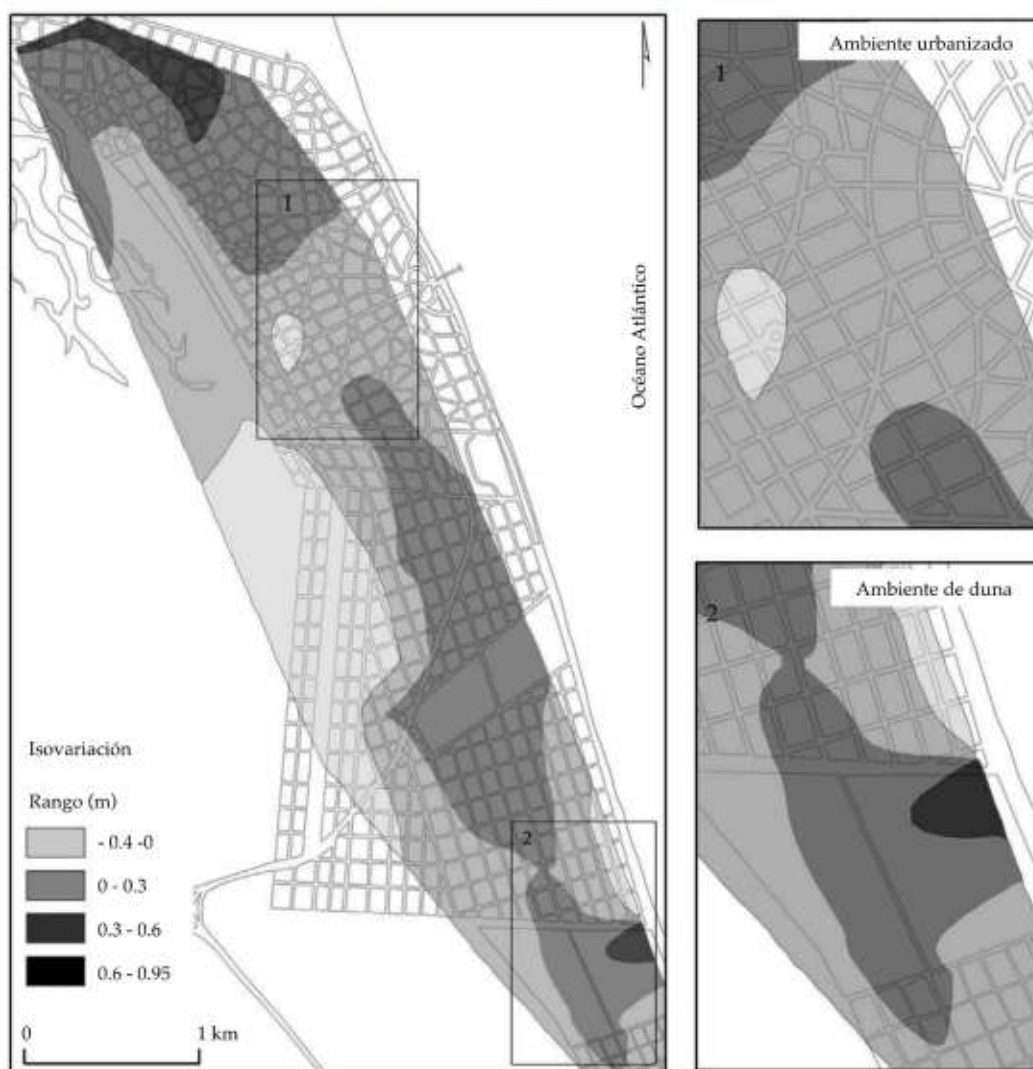 1
Océano Atlántico
2
Isovariación
Rango (m)
- 0.4 -0
0 - 0.3
0.3 - 0.6
0.6 - 0.95
0
1 km
Ambiente urbanizado
1
Ambiente de duna
2